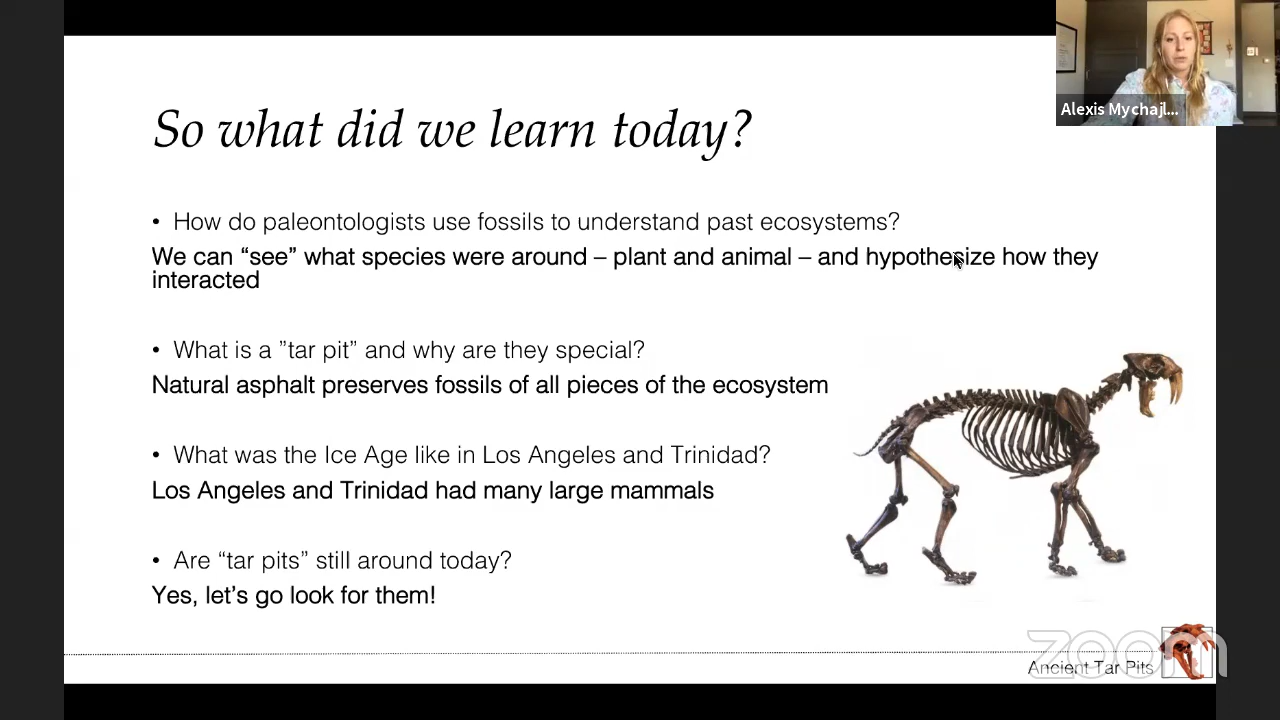 Alexis Mychajl...
So what did we learn today?
• How do paleontologists use fossils to understand past ecosystems?
We can “see” what species were around – plant and animal – and hypothesize how they
interacted
• What is a ”tar pit” and why are they special?
Natural asphalt preserves fossils of all pieces of the ecosystem
• What was the Ice Age like in Los Angeles and Trinidad?
Los Angeles and Trinidad had many large mammals
• Are “tar pits” still around today?
Yes, let’s go look for them!
zoom
Ancient Tar Pits